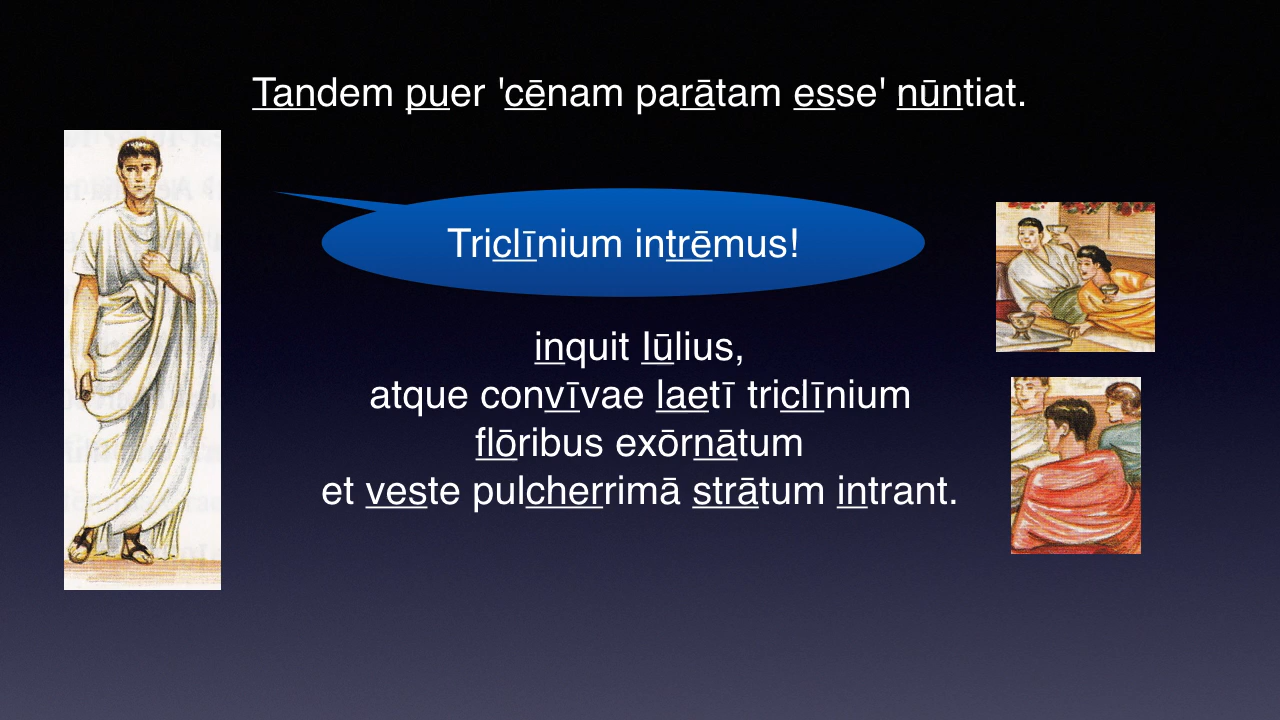 Tandem puer 'cēnam parātam esse' nūntiat.
Triclīnium intrēmus!
inquit Iūlius,
atque convīvae laetī triclīnium
flōribus exōrnātum
et veste pulcherrimā strātum intrant.